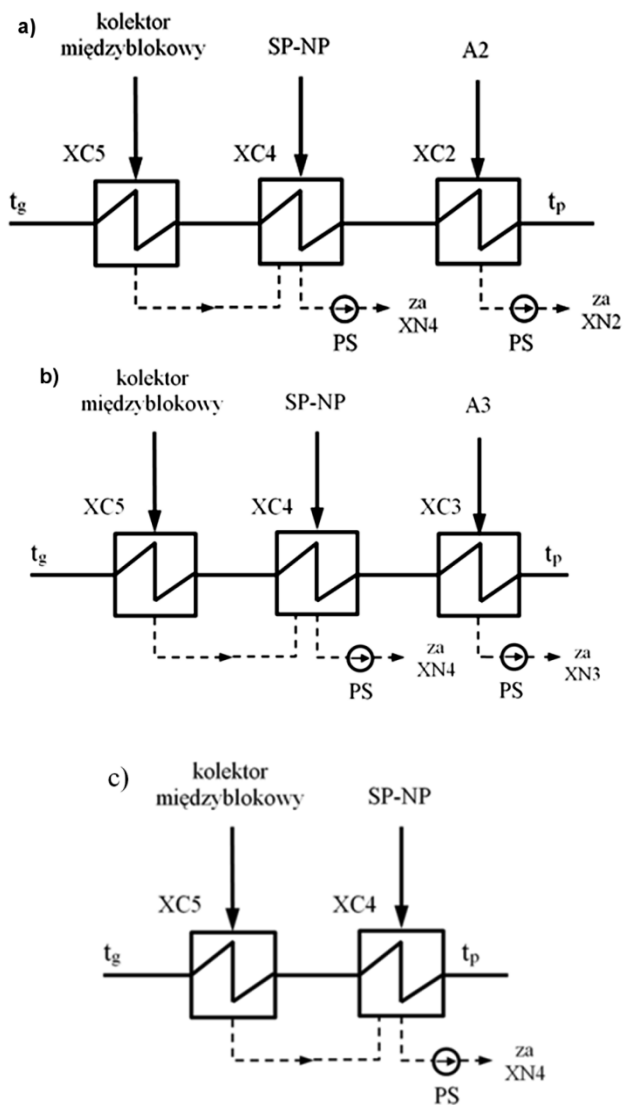 a)
kolektor
międzyblokowy
SP-NP
A2
XC5
XC4
XC2
tg
tp
PS
za
XN4
PS
za
XN2
b)
kolektor
międzyblokowy
SP-NP
A3
XC5
XC4
XC3
tg
tp
PS
za
XN4
PS
za
XN3
c)
kolektor
międzyblokowy
SP-NP
XC5
XC4
tg
tp
PS
za
XN4